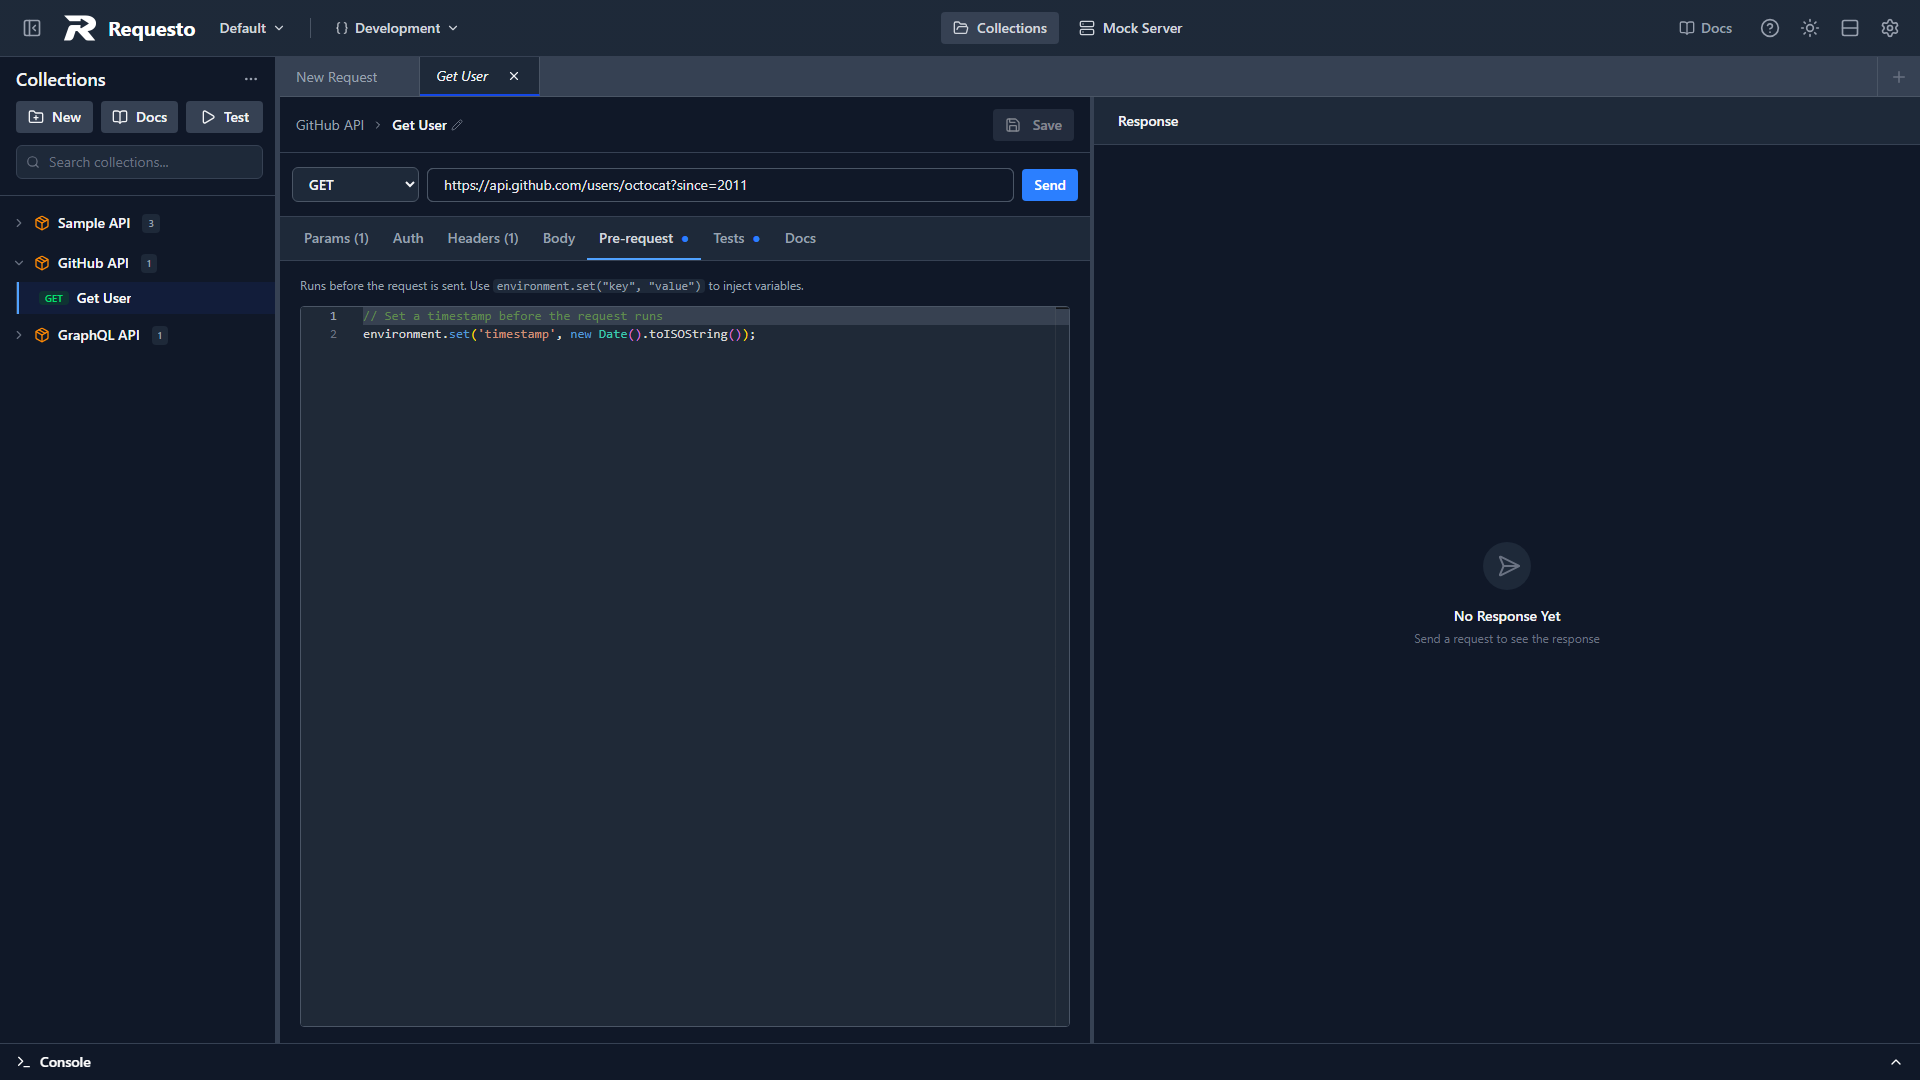 Requesto
Default
{ } Development
Collections
Mock Server
Docs
Collections
New
Docs
Test
Search collections...
Sample API 3
GitHub API 1
GET Get User
GraphQL API 1
New Request
Get User
GitHub API > Get User
Save
GET
https://api.github.com/users/octocat?since=2011
Send
Params (1)
Auth
Headers (1)
Body
Pre-request
Tests
Docs
Runs before the request is sent. Use environment.set("key", "value") to inject variables.
1 // Set a timestamp before the request runs
2 environment.set('timestamp', new Date().toISOString());
Response
No Response Yet
Send a request to see the response
Console